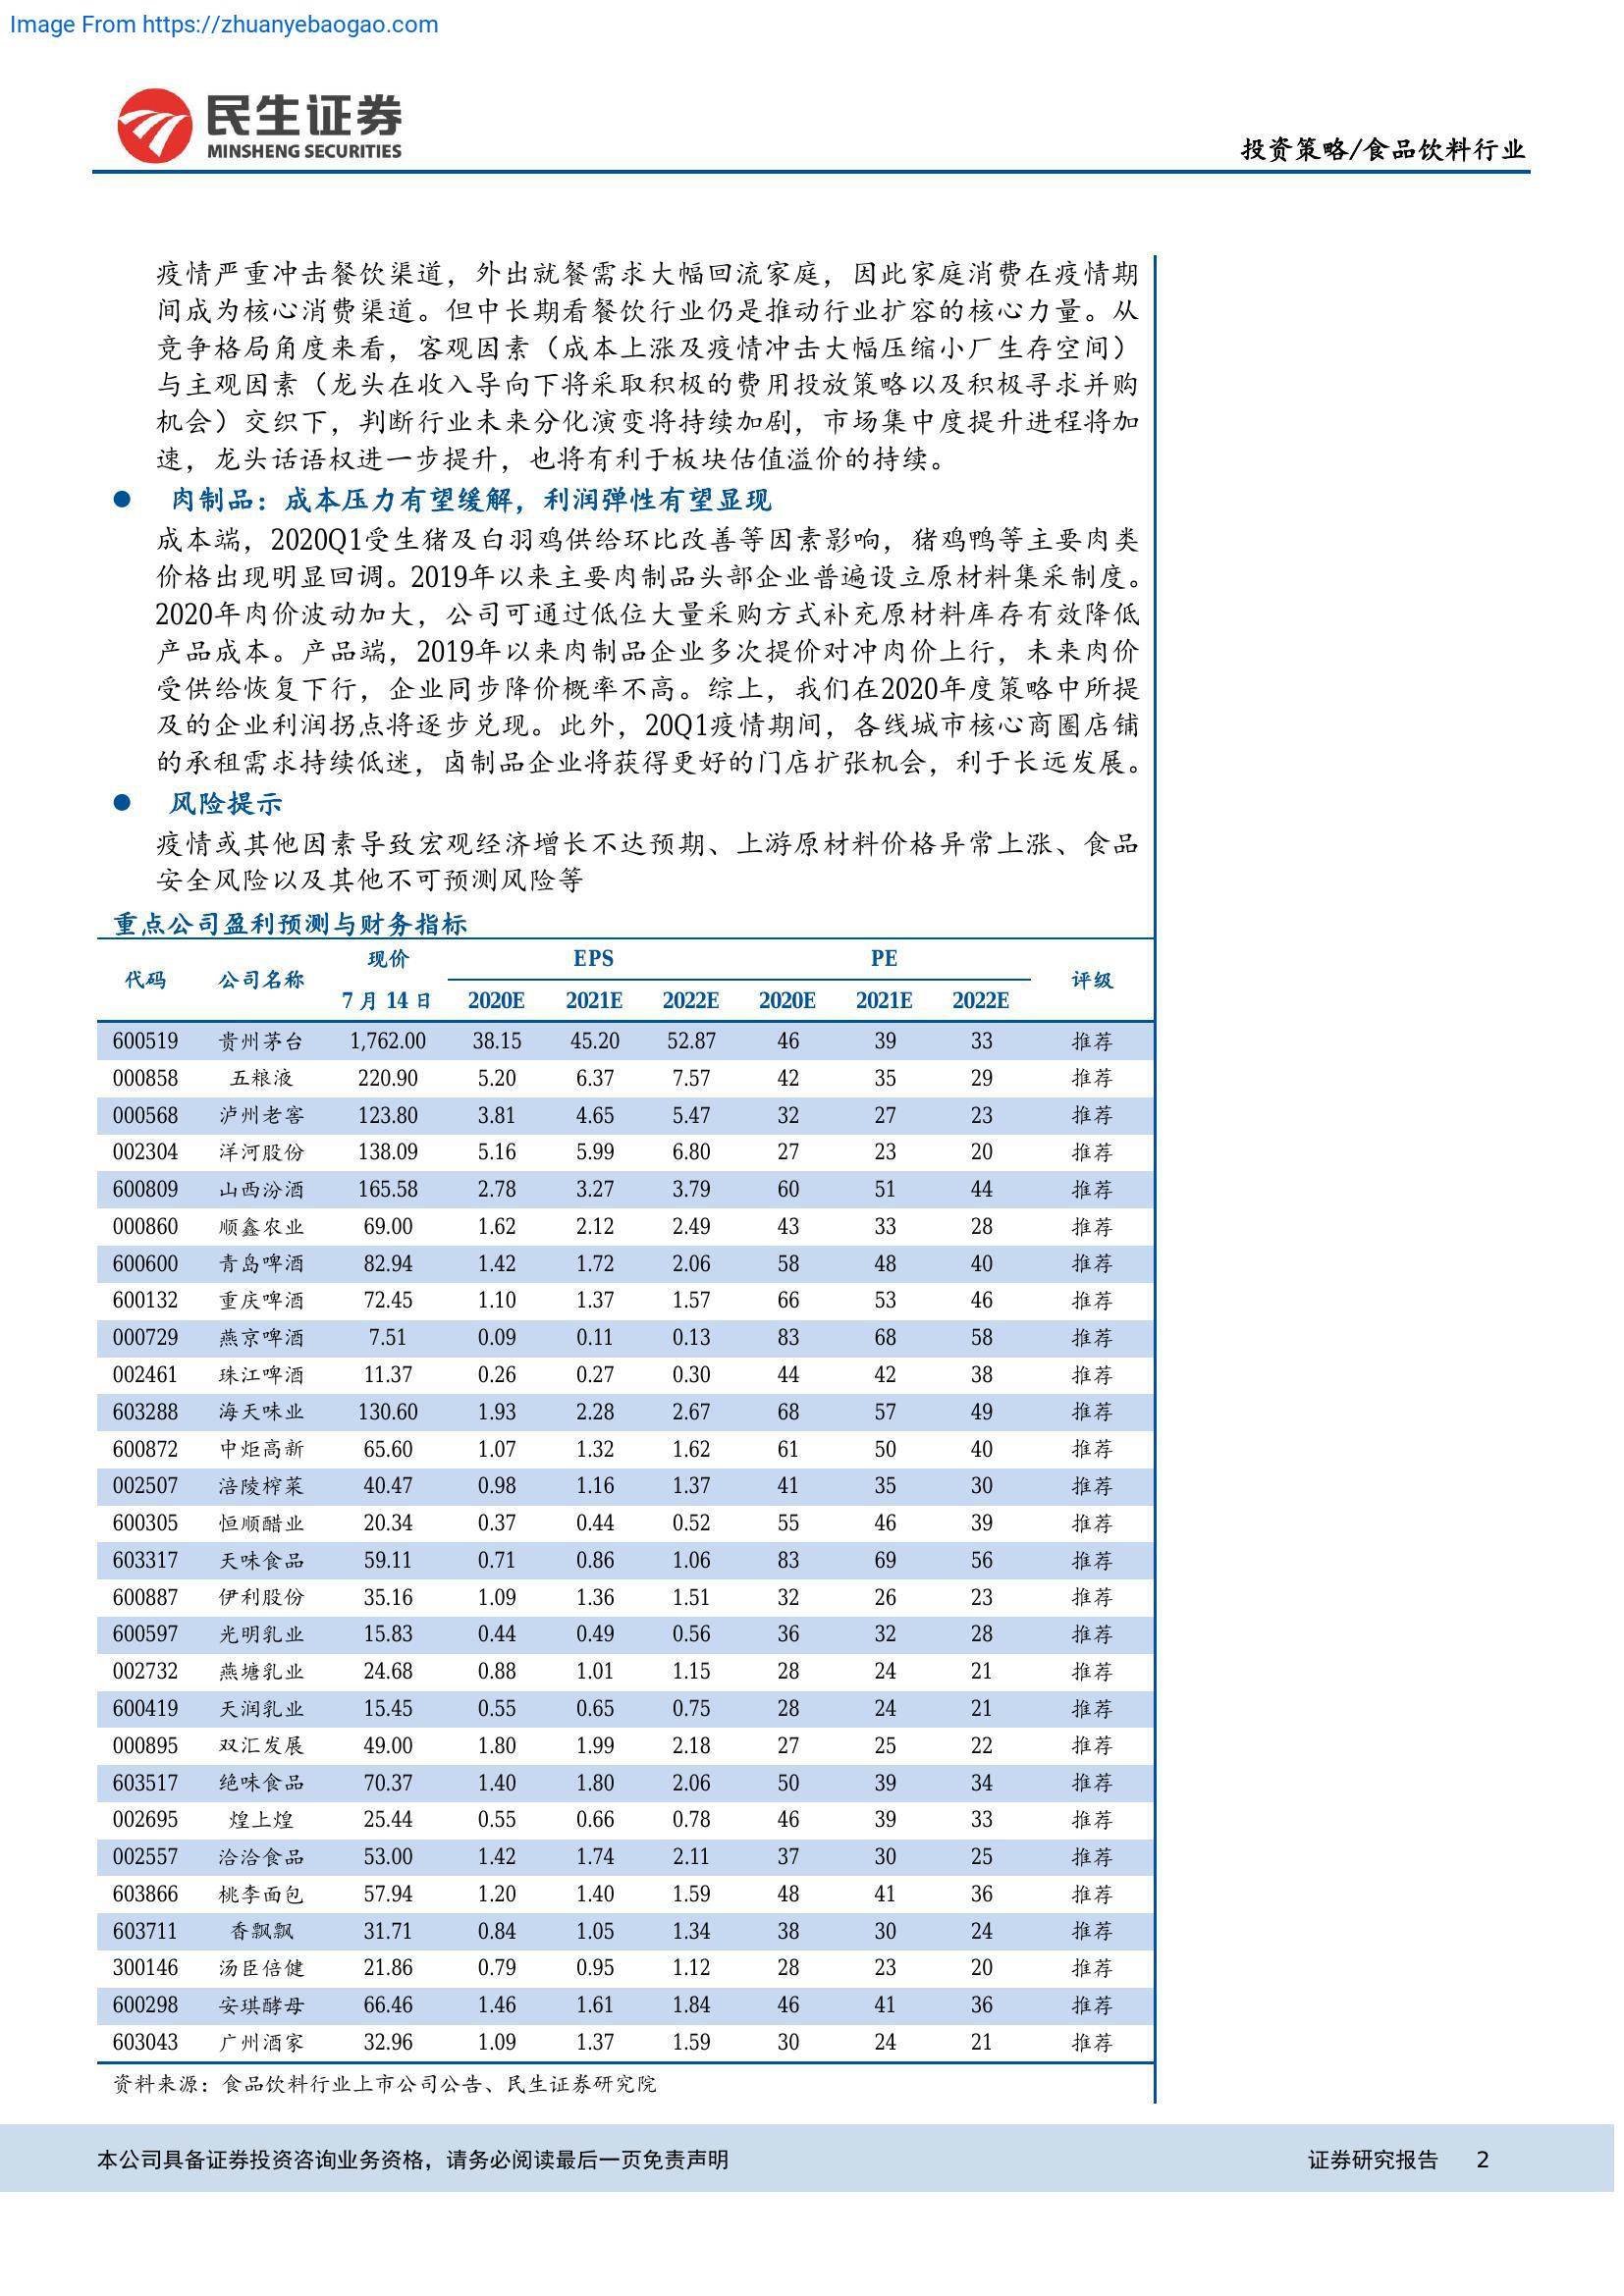 Image From https://zhuanyebaogao.com
民生证券
MINSHENG SECURITIES
投资策略/食品饮料行业
疫情严重冲击餐饮渠道，外出就餐需求大幅回流家庭，因此家庭消费在疫情期
间成为核心消费渠道。但中长期看餐饮行业仍是推动行业扩容的核心力量。从
竞争格局角度来看，客观因素（成本上涨及疫情冲击大幅压缩小厂生存空间）
与主观因素（龙头在收入导向下将采取积极的费用投放策略以及积极寻求并购
机会）交织下，判断行业未来分化演变将持续加剧，市场集中度提升进程将加
速，龙头话语权进一步提升，也将有利于板块估值溢价的持续。
● 肉制品：成本压力有望缓解，利润弹性有望显现
成本端，2020Q1受生猪及白羽鸡供给环比改善等因素影响，猪鸡鸭等主要肉类
价格出现明显回调。2019年以来主要肉制品头部企业普遍设立原材料集采制度。
2020年肉价波动加大，公司可通过低位大量采购方式补充原材料库存有效降低
产品成本。产品端，2019年以来肉制品企业多次提价对冲肉价上行，未来肉价
受供给恢复下行，企业同步降价概率不高。综上，我们在2020年度策略中所提
及的企业利润拐点将逐步兑现。此外，20Q1疫情期间，各线城市核心商圈店铺
的承租需求持续低迷，卤制品企业将获得更好的门店扩张机会，利于长远发展。
● 风险提示
疫情或其他因素导致宏观经济增长不达预期、上游原材料价格异常上涨、食品
安全风险以及其他不可预测风险等
重点公司盈利预测与财务指标
代码 公司名称 现价 EPS PE 评级
7 月 14 日 2020E 2021E 2022E 2020E 2021E 2022E
600519 贵州茅台 1,762.00 38.15 45.20 52.87 46 39 33 推荐
000858 五粮液 220.90 5.20 6.37 7.57 42 35 29 推荐
000568 泸州老窖 123.80 3.81 4.65 5.47 32 27 23 推荐
002304 洋河股份 138.09 5.16 5.99 6.80 27 23 20 推荐
600809 山西汾酒 165.58 2.78 3.27 3.79 60 51 44 推荐
000860 顺鑫农业 69.00 1.62 2.12 2.49 43 33 28 推荐
600600 青岛啤酒 82.94 1.42 1.72 2.06 58 48 40 推荐
600132 重庆啤酒 72.45 1.10 1.37 1.57 66 53 46 推荐
000729 燕京啤酒 7.51 0.09 0.11 0.13 83 68 58 推荐
002461 珠江啤酒 11.37 0.26 0.27 0.30 44 42 38 推荐
603288 海天味业 130.60 1.93 2.28 2.67 68 57 49 推荐
600872 中炬高新 65.60 1.07 1.32 1.62 61 50 40 推荐
002507 涪陵榨菜 40.47 0.98 1.16 1.37 41 35 30 推荐
600305 恒顺醋业 20.34 0.37 0.44 0.52 55 46 39 推荐
603317 天味食品 59.11 0.71 0.86 1.06 83 69 56 推荐
600887 伊利股份 35.16 1.09 1.36 1.51 32 26 23 推荐
600597 光明乳业 15.83 0.44 0.49 0.56 36 32 28 推荐
002732 燕塘乳业 24.68 0.88 1.01 1.15 28 24 21 推荐
600419 天润乳业 15.45 0.55 0.65 0.75 28 24 21 推荐
000895 双汇发展 49.00 1.80 1.99 2.18 27 25 22 推荐
603517 绝味食品 70.37 1.40 1.80 2.06 50 39 34 推荐
002695 煌上煌 25.44 0.55 0.66 0.78 46 39 33 推荐
002557 洽洽食品 53.00 1.42 1.74 2.11 37 30 25 推荐
603866 桃李面包 57.94 1.20 1.40 1.59 48 41 36 推荐
603711 香飘飘 31.71 0.84 1.05 1.34 38 30 24 推荐
300146 汤臣倍健 21.86 0.79 0.95 1.12 28 23 20 推荐
600298 安琪酵母 66.46 1.46 1.61 1.84 46 41 36 推荐
603043 广州酒家 32.96 1.09 1.37 1.59 30 24 21 推荐
资料来源：食品饮料行业上市公司公告、民生证券研究院
本公司具备证券投资咨询业务资格，请务必阅读最后一页免责声明 证券研究报告 2